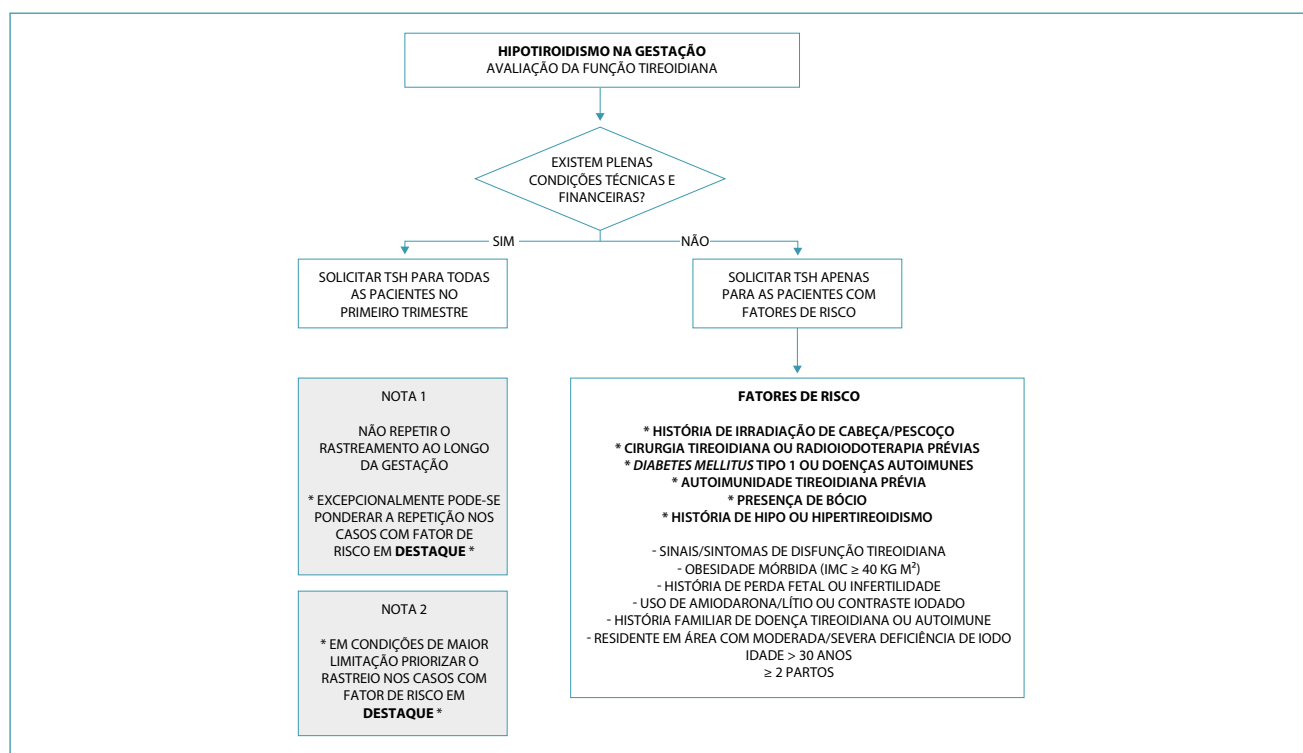 HIPOTIROIDISMO NA GESTAÇÃO
AVALIAÇÃO DA FUNÇÃO TIREOIDIANA
EXISTEM PLENAS
CONDIÇÕES TÉCNICAS E
FINANCEIRAS?
SIM
NÃO
SOLICITAR TSH PARA TODAS
AS PACIENTES NO
PRIMEIRO TRIMESTRE
SOLICITAR TSH APENAS
PARA AS PACIENTES COM
FATORES DE RISCO
NOTA 1
NÃO REPETIR O
RASTREAMENTO AO LONGO
DA GESTAÇÃO
* EXCEPCIONALMENTE PODE-SE
PONDERAR A REPETIÇÃO NOS
CASOS COM FATOR DE
RISCO EM DESTAQUE *
NOTA 2
* EM CONDIÇÕES DE MAIOR
LIMITAÇÃO PRIORIZAR O
RASTREIO NOS CASOS COM
FATOR DE RISCO EM
DESTAQUE *
FATORES DE RISCO
* HISTÓRIA DE IRRADIAÇÃO DE CABEÇA/PESCOÇO
* CIRURGIA TIREOIDIANA OU RADIOIODOTERAPIA PRÉVIAS
* DIABETES MELLITUS TIPO 1 OU DOENÇAS AUTOIMUNES
* AUTOIMUNIDADE TIREOIDIANA PRÉVIA
* PRESENÇA DE BÓCIO
* HISTÓRIA DE HIPO OU HIPERTIREOIDISMO
- SINAIS/SINTOMAS DE DISFUNÇÃO TIREOIDIANA
- OBESIDADE MÓRBIDA (IMC ≥ 40 KG M²)
- HISTÓRIA DE PERDA FETAL OU INFERTILIDADE
- USO DE AMIODARONA/LÍTIO OU CONTRASTE IODADO
- HISTÓRIA FAMILIAR DE DOENÇA TIREOIDIANA OU AUTOIMUNE
- RESIDENTE EM ÁREA COM MODERADA/SEVERA DEFICIÊNCIA DE IODO
IDADE > 30 ANOS
≥ 2 PARTOS